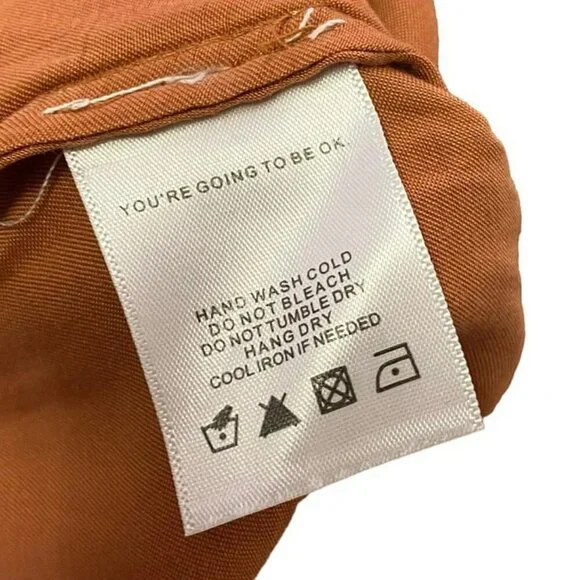 YOU'RE GOING TO BE OK.
HAND WASH COLD
DO NOT BLEACH
DO NOT TUMBLE DRY
HANG DRY
COOL IRON IF NEEDED